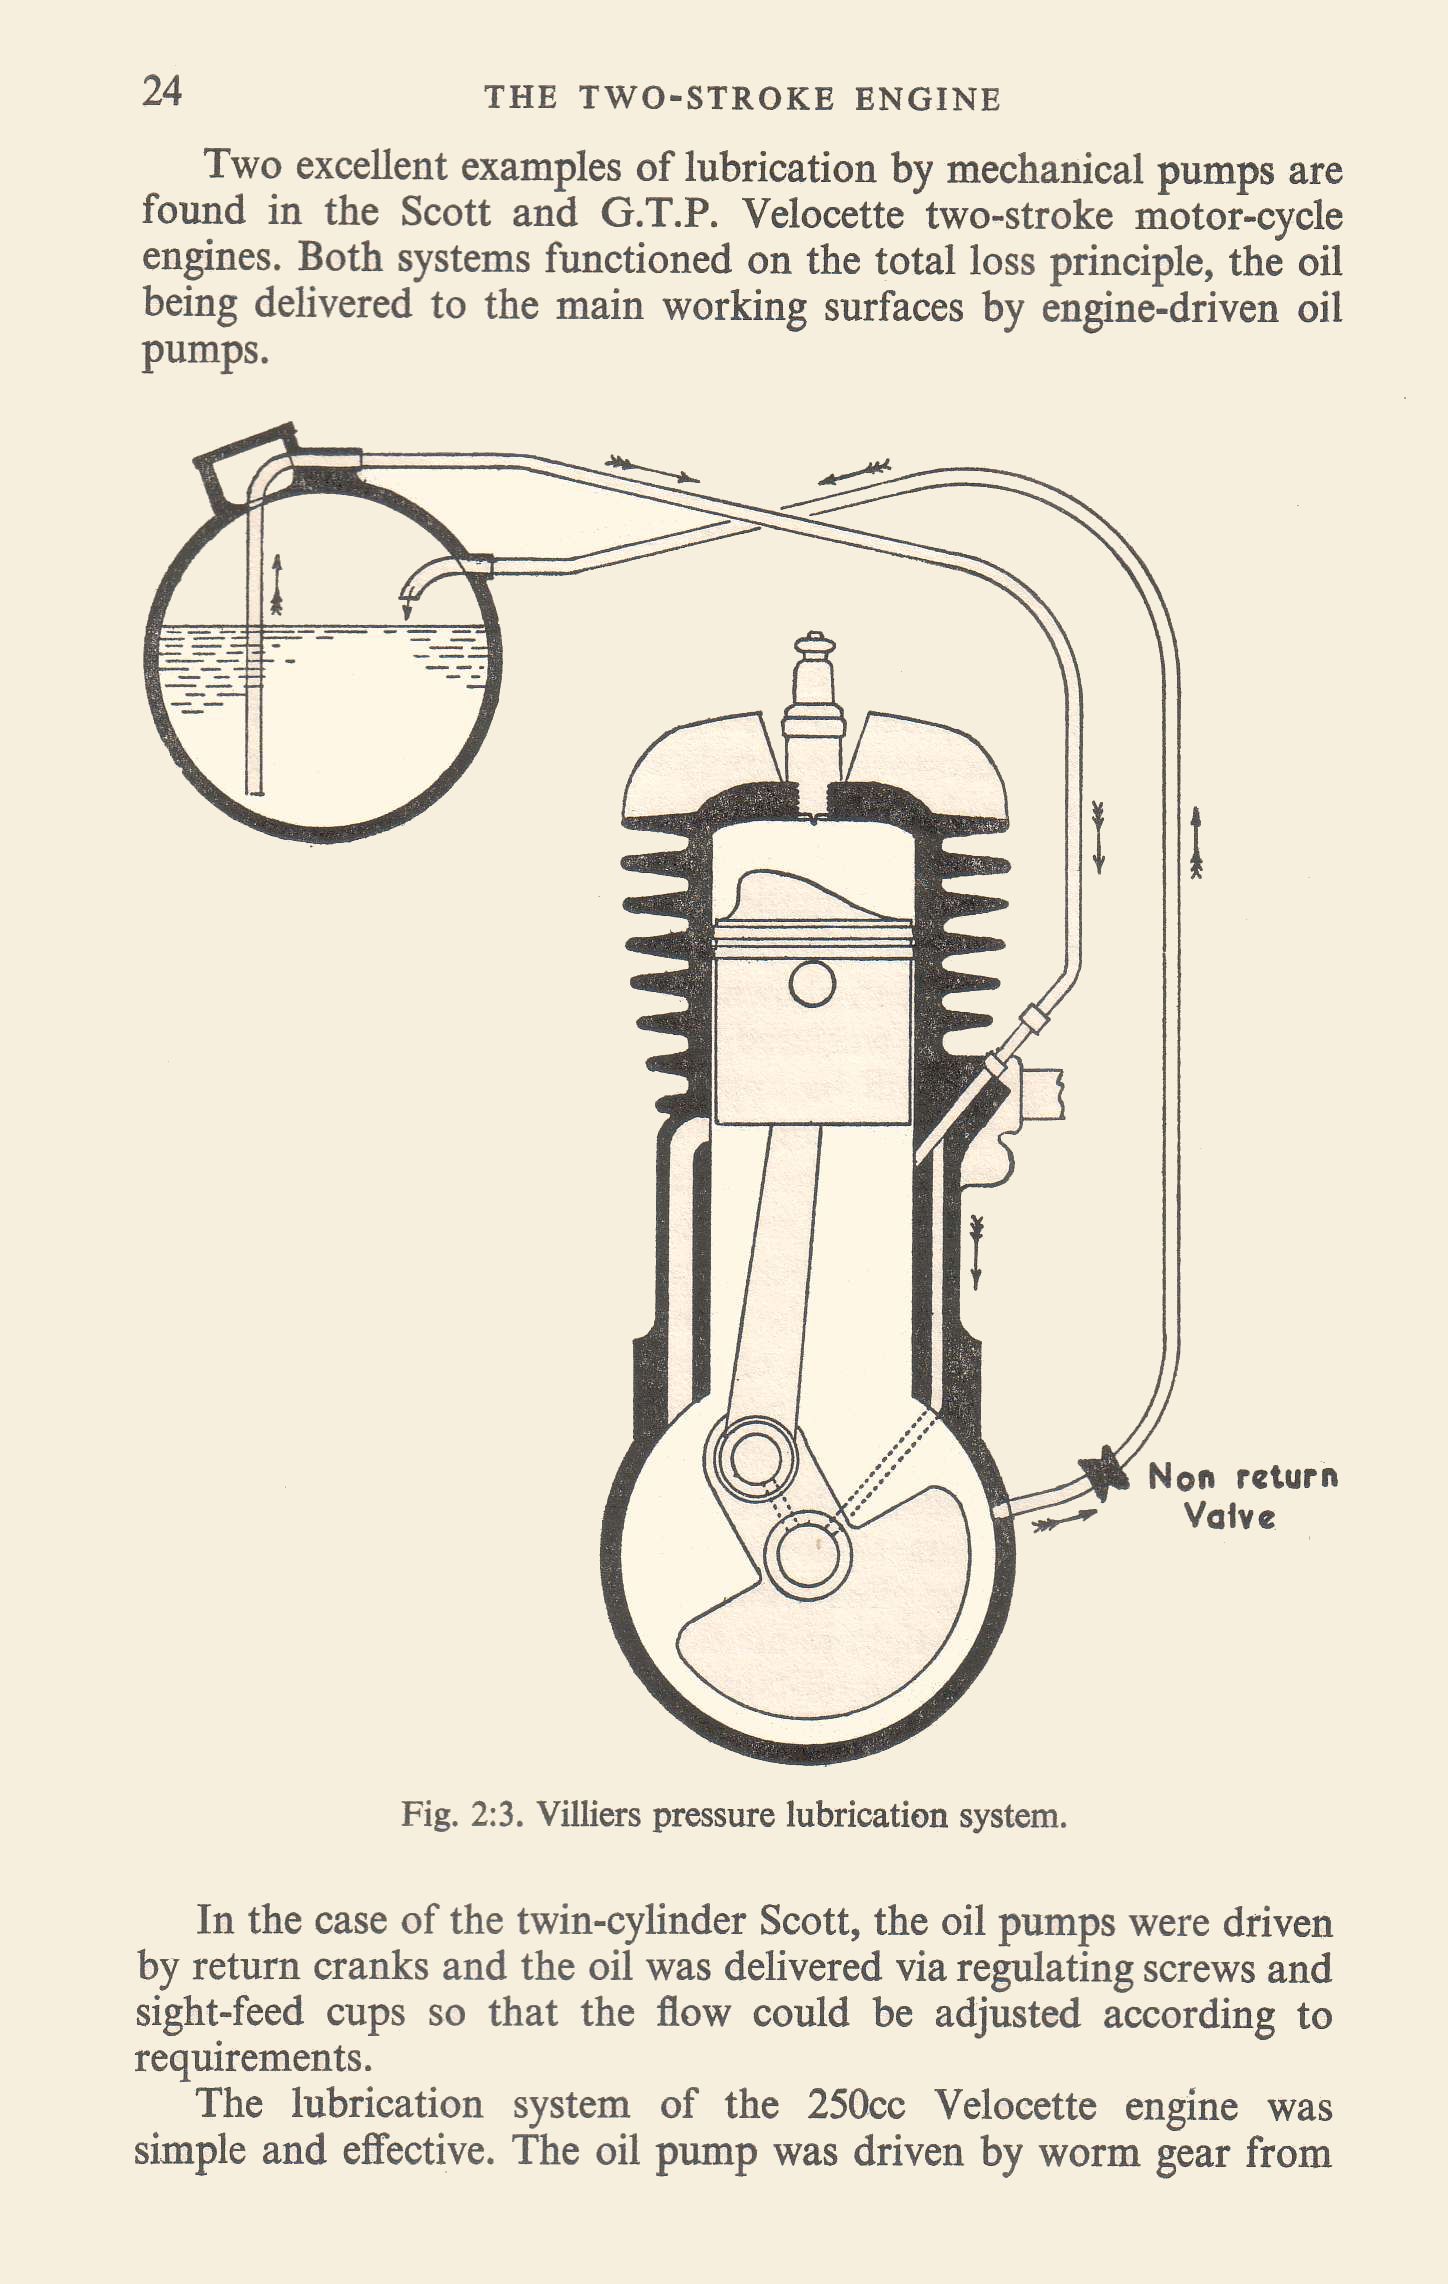 24
THE TWO-STROKE ENGINE
Two excellent examples of lubrication by mechanical pumps are
found in the Scott and G.T.P. Velocette two-stroke motor-cycle
engines. Both systems functioned on the total loss principle, the oil
being delivered to the main working surfaces by engine-driven oil
pumps.
Non return
Valve
Fig. 2:3. Villiers pressure lubrication system.
In the case of the twin-cylinder Scott, the oil pumps were driven
by return cranks and the oil was delivered via regulating screws and
sight-feed cups so that the flow could be adjusted according to
requirements.
The lubrication system of the 250cc Velocette engine was
simple and effective. The oil pump was driven by worm gear from